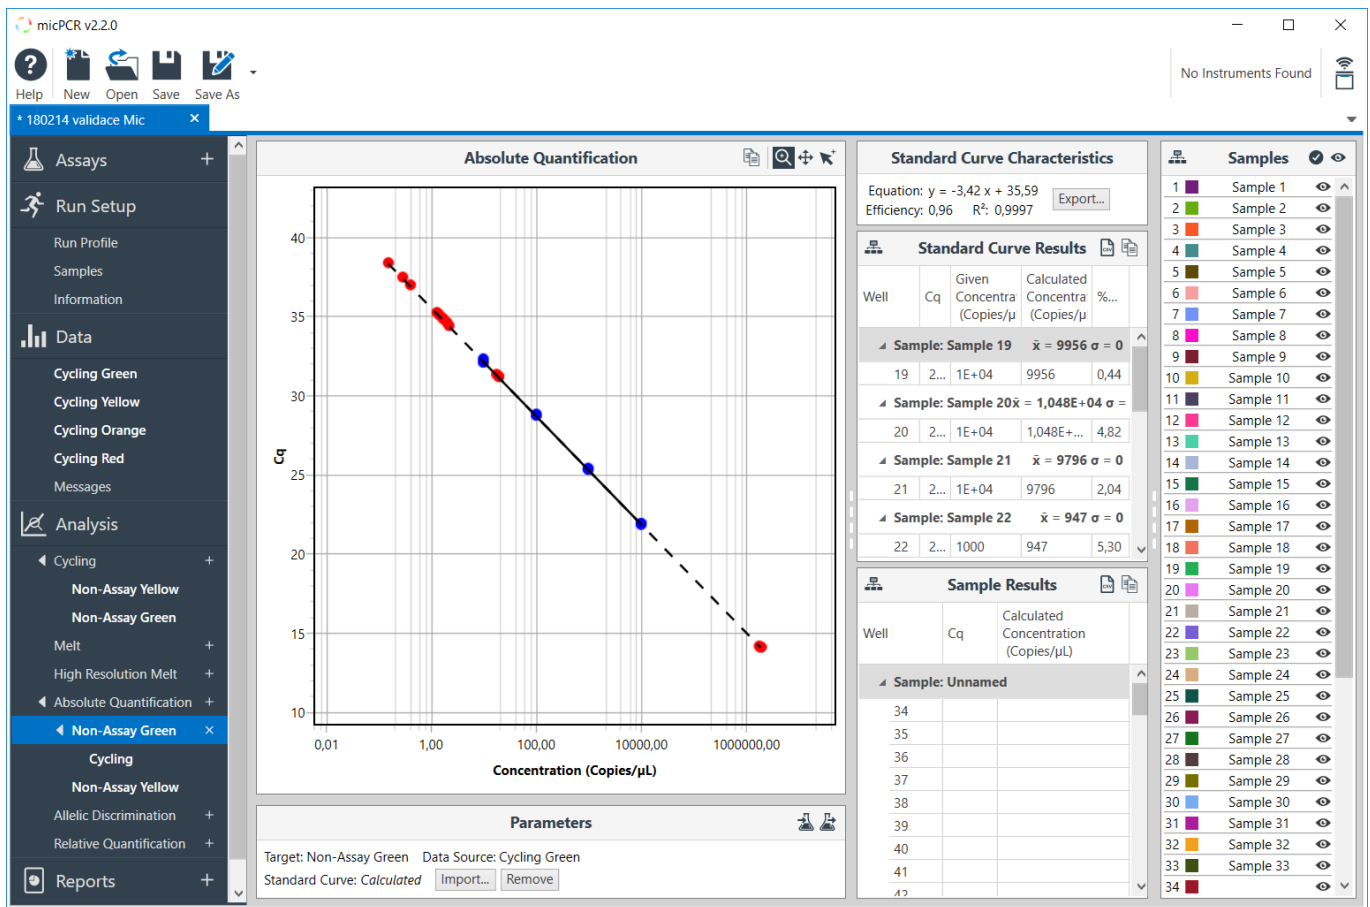 micPCR v2.2.0
Help New Open Save Save As
No Instruments Found
* 180214 validace Mic
Assays
Run Setup
Run Profile
Samples
Information
Data
Cycling Green
Cycling Yellow
Cycling Orange
Cycling Red
Messages
Analysis
Cycling
Non-Assay Yellow
Non-Assay Green
Melt
High Resolution Melt
Absolute Quantification
Non-Assay Green
Cycling
Non-Assay Yellow
Allelic Discrimination
Relative Quantification
Reports
Absolute Quantification
Cq
40
35
30
25
20
15
10
0,01 1,00 100,00 10000,00 1000000,00
Concentration (Copies/µL)
Parameters
Target: Non-Assay Green Data Source: Cycling Green
Standard Curve: Calculated Import... Remove
Standard Curve Characteristics
Equation: y = -3,42 x + 35,59
Efficiency: 0,96 R²: 0,9997
Export...
Standard Curve Results CSV
Well Cq Given Concentra (Copies/µ Calculated Concentra (Copies/µ %...
Sample: Sample 19 x̄ = 9956 σ = 0
19 2... 1E+04 9956 0,44
Sample: Sample 20 x̄ = 1,048E+04 σ =
20 2... 1E+04 1,048E+... 4,82
Sample: Sample 21 x̄ = 9796 σ = 0
21 2... 1E+04 9796 2,04
Sample: Sample 22 x̄ = 947 σ = 0
22 2... 1000 947 5,30
Sample Results CSV
Well Cq Calculated Concentration (Copies/µL)
Sample: Unnamed
34
35
36
37
38
39
40
41
42
Samples
1 Sample 1
2 Sample 2
3 Sample 3
4 Sample 4
5 Sample 5
6 Sample 6
7 Sample 7
8 Sample 8
9 Sample 9
10 Sample 10
11 Sample 11
12 Sample 12
13 Sample 13
14 Sample 14
15 Sample 15
16 Sample 16
17 Sample 17
18 Sample 18
19 Sample 19
20 Sample 20
21 Sample 21
22 Sample 22
23 Sample 23
24 Sample 24
25 Sample 25
26 Sample 26
27 Sample 27
28 Sample 28
29 Sample 29
30 Sample 30
31 Sample 31
32 Sample 32
33 Sample 33
34